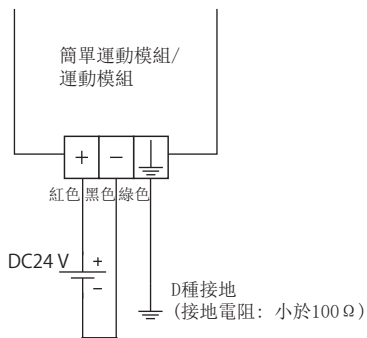 簡單運動模組/
運動模組
+ −
紅色 黑色 綠色
DC24 V
+
−
D種接地
(接地電阻: 小於100Ω)